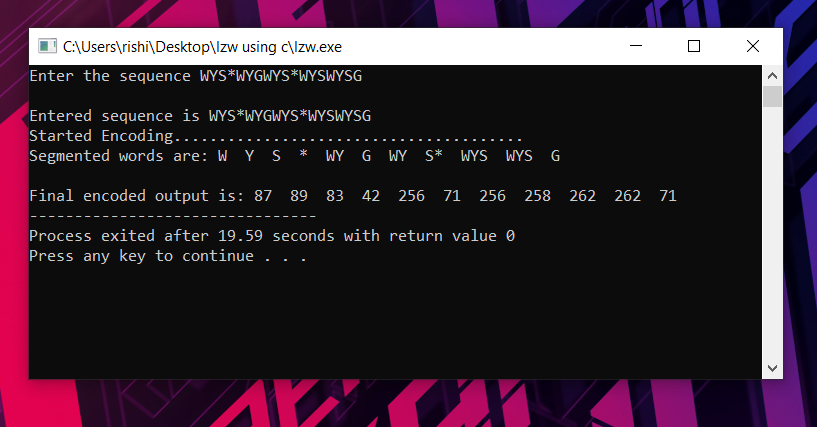 C:\Users\rishi\Desktop\lzw using c\lzw.exe
Enter the sequence WYS*WYGWYS*WYSWYSG
Entered sequence is WYS*WYGWYS*WYSWYSG
Started Encoding.......................................
Segmented words are: W  Y  S  *  WY  G  WY  S*  WYS  WYS  G
Final encoded output is: 87  89  83  42  256  71  256  258  262  262  71
--------------------------------
Process exited after 19.59 seconds with return value 0
Press any key to continue . . .